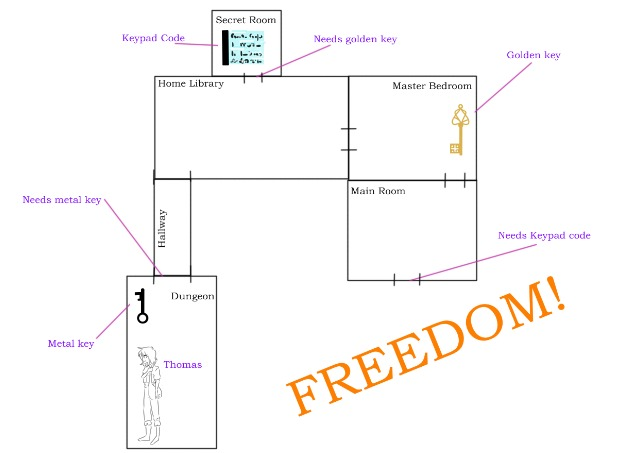 Secret Room
Keypad Code
Needs golden key
Golden key
Home Library
Master Bedroom
Main Room
Needs metal key
Hallway
Needs Keypad code
Dungeon
FREEDOM!
Metal key
Thomas